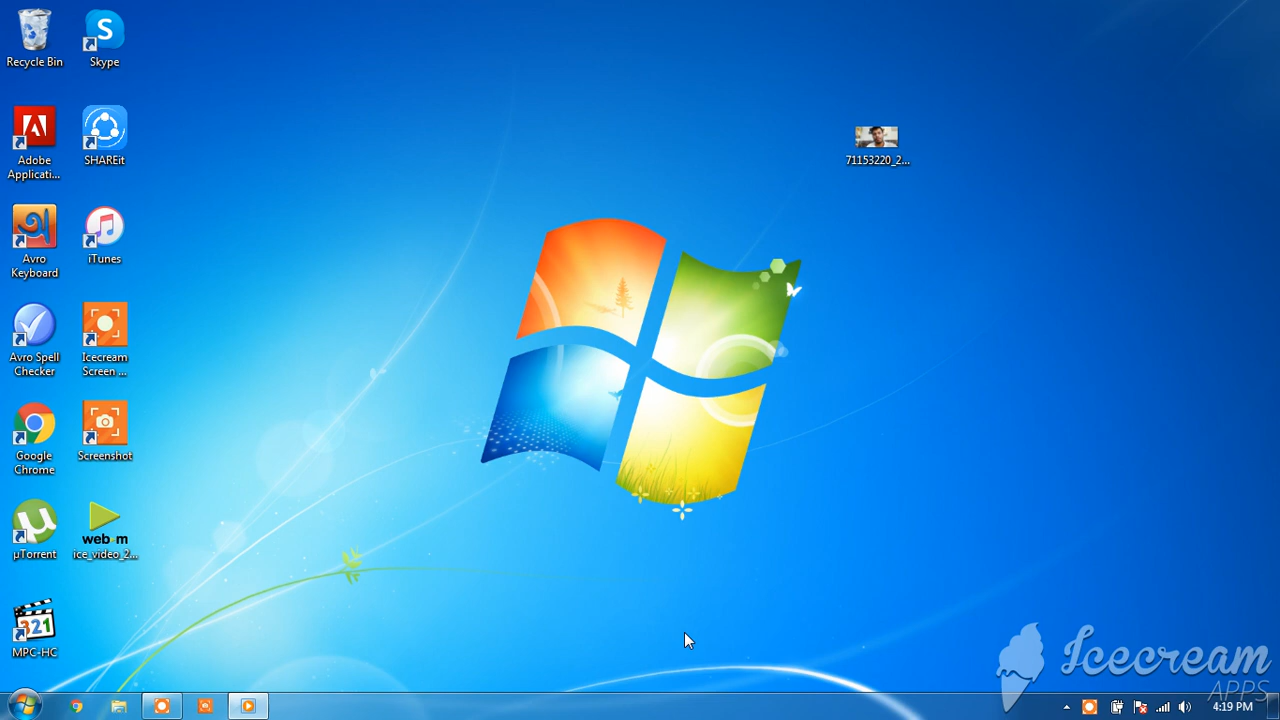 Recycle Bin
Skype
Adobe
Applicati...
SHAREit
Avro
Keyboard
iTunes
Avro Spell
Checker
Icecream
Screen ...
Google
Chrome
Screenshot
µTorrent
web m
ice_video_2...
321
MPC-HC
71153220_2...
Icecream
APPS
4:19 PM